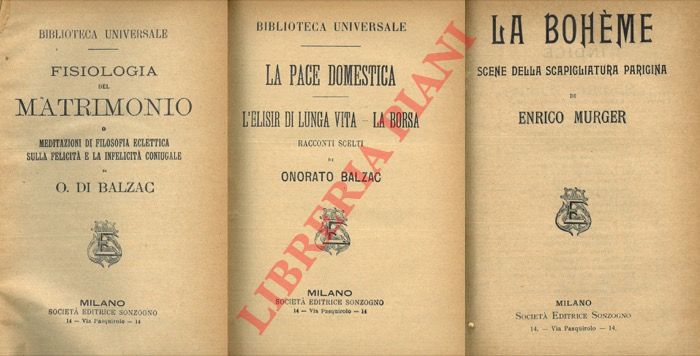 BIBLIOTECA UNIVERSALE
FISIOLOGIA
DEL
MATRIMONIO
O
MEDITAZIONI DI FILOSOFIA ECLETTICA
SULLA FELICITÀ E LA INFELICITÀ CONIUGALE
DI
O. DI BALZAC
MILANO
SOCIETÀ EDITRICE SONZOGNO
14 — Via Pasquirolo — 14
BIBLIOTECA UNIVERSALE
LA PACE DOMESTICA
L'ELISIR DI LUNGA VITA - LA BORSA
RACCONTI SCELTI
DI
ONORATO BALZAC
MILANO
SOCIETÀ EDITRICE SONZOGNO
14 — Via Pasquirolo — 14
LA BOHÈME
SCENE DELLA SCAPIGLIATURA PARIGINA
DI
ENRICO MURGER
MILANO
SOCIETÀ EDITRICE SONZOGNO
14. — Via Pasquirolo — 14.
LIBRERIA PIANI